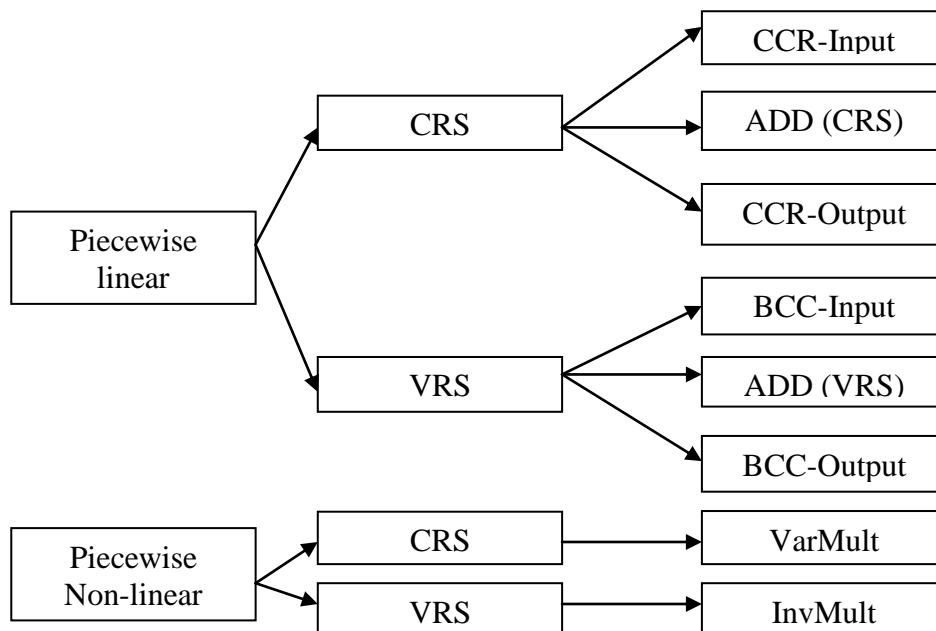 CCR-Input
CRS
ADD (CRS)
CCR-Output
Piecewise
linear
BCC-Input
VRS
ADD (VRS)
BCC-Output
Piecewise
Non-linear
CRS
VarMult
VRS
InvMult